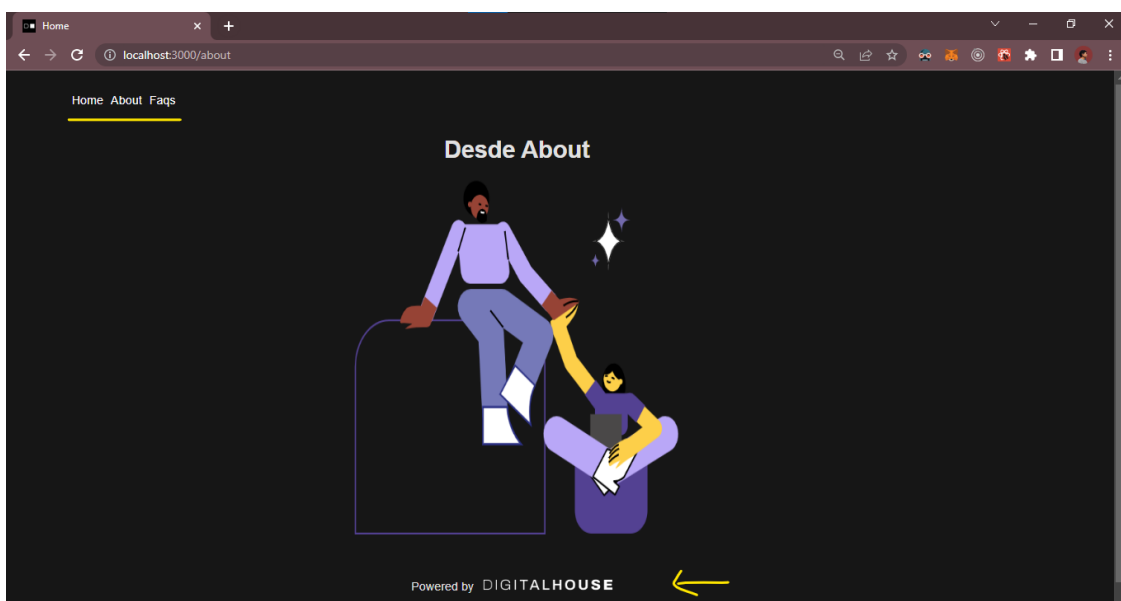 Home
localhost:3000/about
Home About Faqs
Desde About
Powered by DIGITALHOUSE